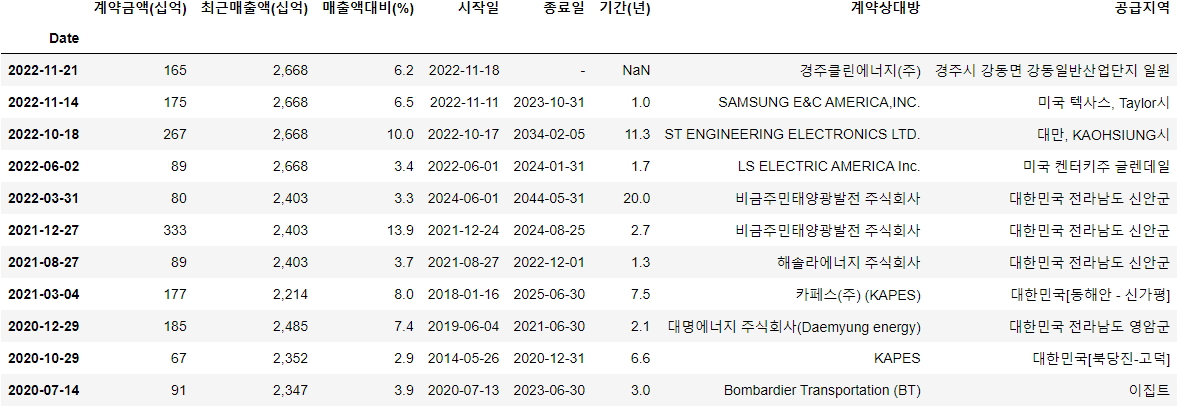 계약금액(십억) 최근매출액(십억) 매출액대비(%) 시작일 종료일 기간(년) 계약상대방 공급지역
Date
2022-11-21 165 2,668 6.2 2022-11-18 - NaN 경주클린에너지(주) 경주시 강동면 강동일반산업단지 일원
2022-11-14 175 2,668 6.5 2022-11-11 2023-10-31 1.0 SAMSUNG E&C AMERICA,INC. 미국 텍사스, Taylor시
2022-10-18 267 2,668 10.0 2022-10-17 2034-02-05 11.3 ST ENGINEERING ELECTRONICS LTD. 대만, KAOHSIUNG시
2022-06-02 89 2,668 3.4 2022-06-01 2024-01-31 1.7 LS ELECTRIC AMERICA Inc. 미국 켄터키주 글렌데일
2022-03-31 80 2,403 3.3 2024-06-01 2044-05-31 20.0 비금주민태양광발전 주식회사 대한민국 전라남도 신안군
2021-12-27 333 2,403 13.9 2021-12-24 2024-08-25 2.7 비금주민태양광발전 주식회사 대한민국 전라남도 신안군
2021-08-27 89 2,403 3.7 2021-08-27 2022-12-01 1.3 해솔라에너지 주식회사 대한민국 전라남도 신안군
2021-03-04 177 2,214 8.0 2018-01-16 2025-06-30 7.5 카페스(주) (KAPES) 대한민국[동해안 - 신가평]
2020-12-29 185 2,485 7.4 2019-06-04 2021-06-30 2.1 대명에너지 주식회사(Daemyung energy) 대한민국 전라남도 영암군
2020-10-29 67 2,352 2.9 2014-05-26 2020-12-31 6.6 KAPES 대한민국[북당진-고덕]
2020-07-14 91 2,347 3.9 2020-07-13 2023-06-30 3.0 Bombardier Transportation (BT) 이집트